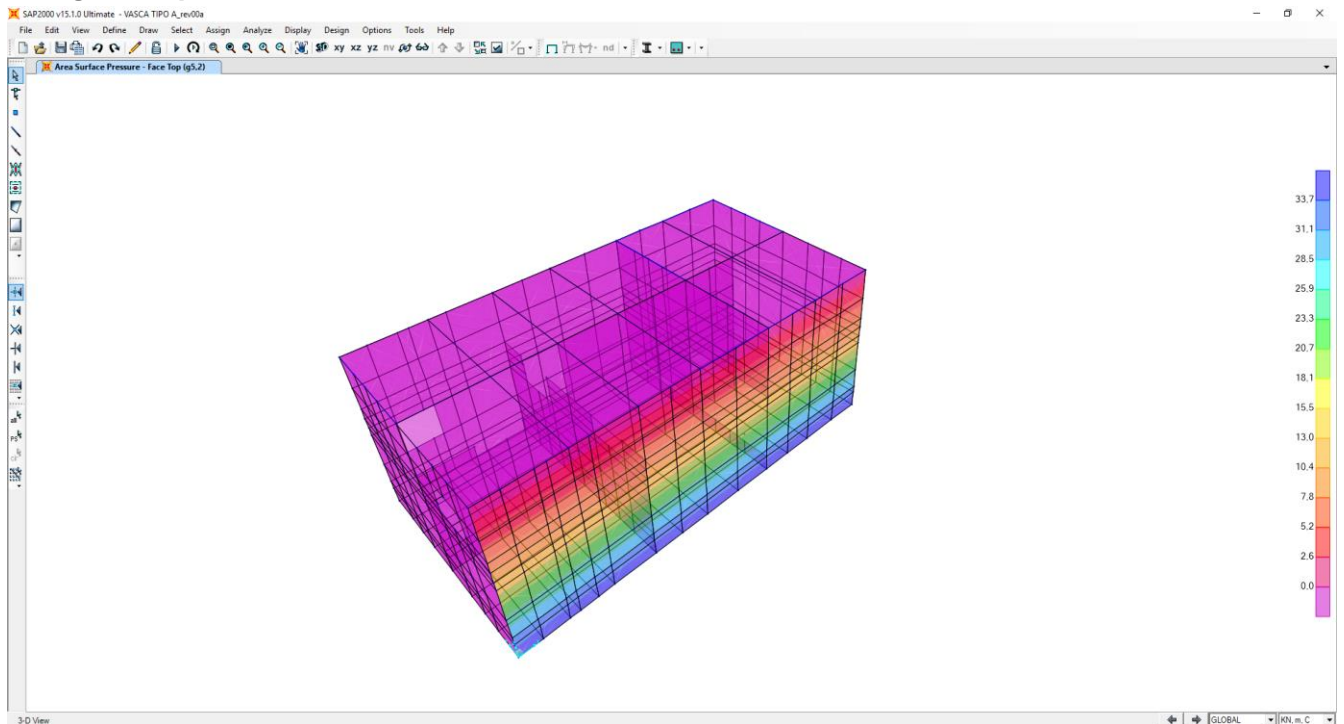 SAP2000 v15.1.0 Ultimate - VASCA TIPO A_rev00a
File Edit View Define Draw Select Assign Analyze Display Design Options Tools Help
xy xz yz nv nd
Area Surface Pressure - Face Top (g5,2)
33.7
31.1
28.5
25.9
23.3
20.7
18.1
15.5
13.0
10.4
7.8
5.2
2.6
0.0
3-D View
GLOBAL
KN, m, C